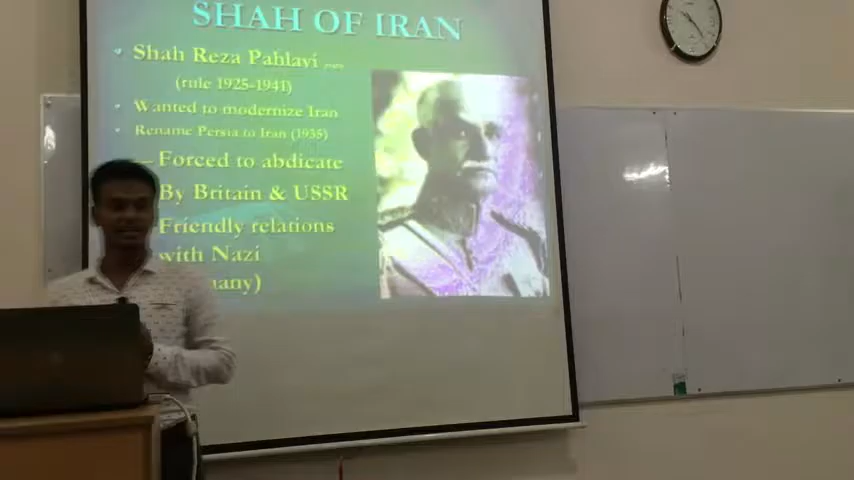 SHAH OF IRAN
Shah Reza Pahlavi
(rule 1925-1941)
Wanted to modernize Iran
Rename Persia to Iran (1935)
Forced to abdicate
By Britain & USSR
Friendly relations
with Nazi
many)